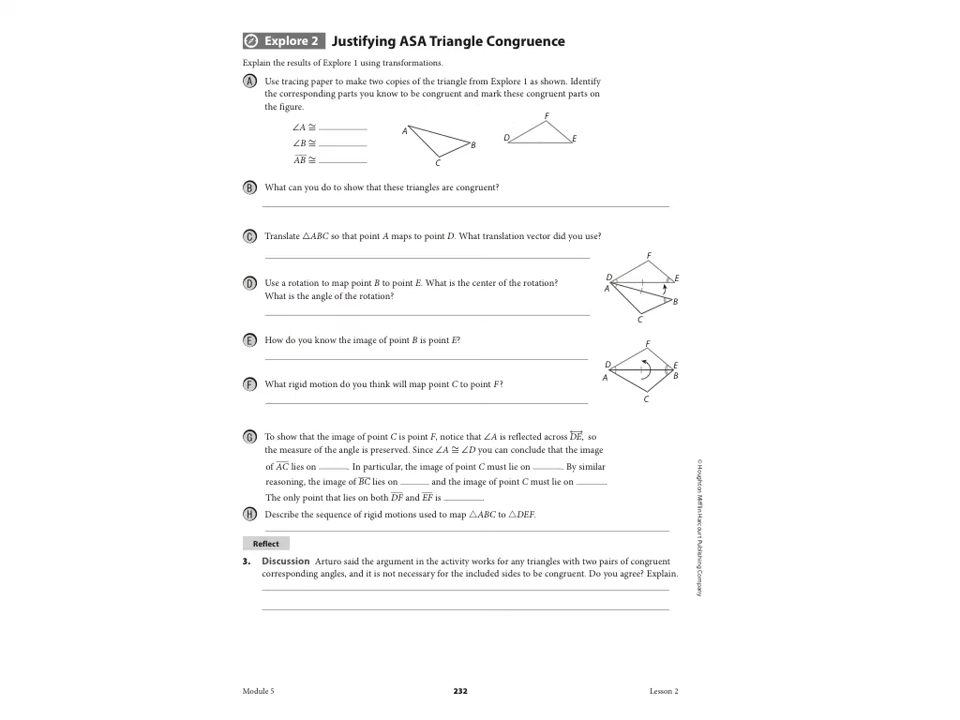 Explore 2 Justifying ASA Triangle Congruence
Explain the results of Explore 1 using transformations.
A Use tracing paper to make two copies of the triangle from Explore 1 as shown. Identify
the corresponding parts you know to be congruent and mark these congruent parts on
the figure.
∠A ≅ ________
∠B ≅ ________
A̅B̅ ≅ ________
A
B
C
D
F
E
B What can you do to show that these triangles are congruent?
C Translate △ABC so that point A maps to point D. What translation vector did you use?
D Use a rotation to map point B to point E. What is the center of the rotation?
What is the angle of the rotation?
F
D
E
A
B
C
E How do you know the image of point B is point E?
F What rigid motion do you think will map point C to point F?
F
D
E
A
B
C
G To show that the image of point C is point F, notice that ∠A is reflected across D͞E, so
the measure of the angle is preserved. Since ∠A ≅ ∠D you can conclude that the image
of A̅C̅ lies on ______. In particular, the image of point C must lie on ______. By similar
reasoning, the image of B̅C̅ lies on ______ and the image of point C must lie on ______.
The only point that lies on both D̅F̅ and E̅F̅ is ________.
H Describe the sequence of rigid motions used to map △ABC to △DEF.
Reflect
3. Discussion Arturo said the argument in the activity works for any triangles with two pairs of congruent
corresponding angles, and it is not necessary for the included sides to be congruent. Do you agree? Explain.
© Houghton Mifflin Harcourt Publishing Company
Module 5 232 Lesson 2